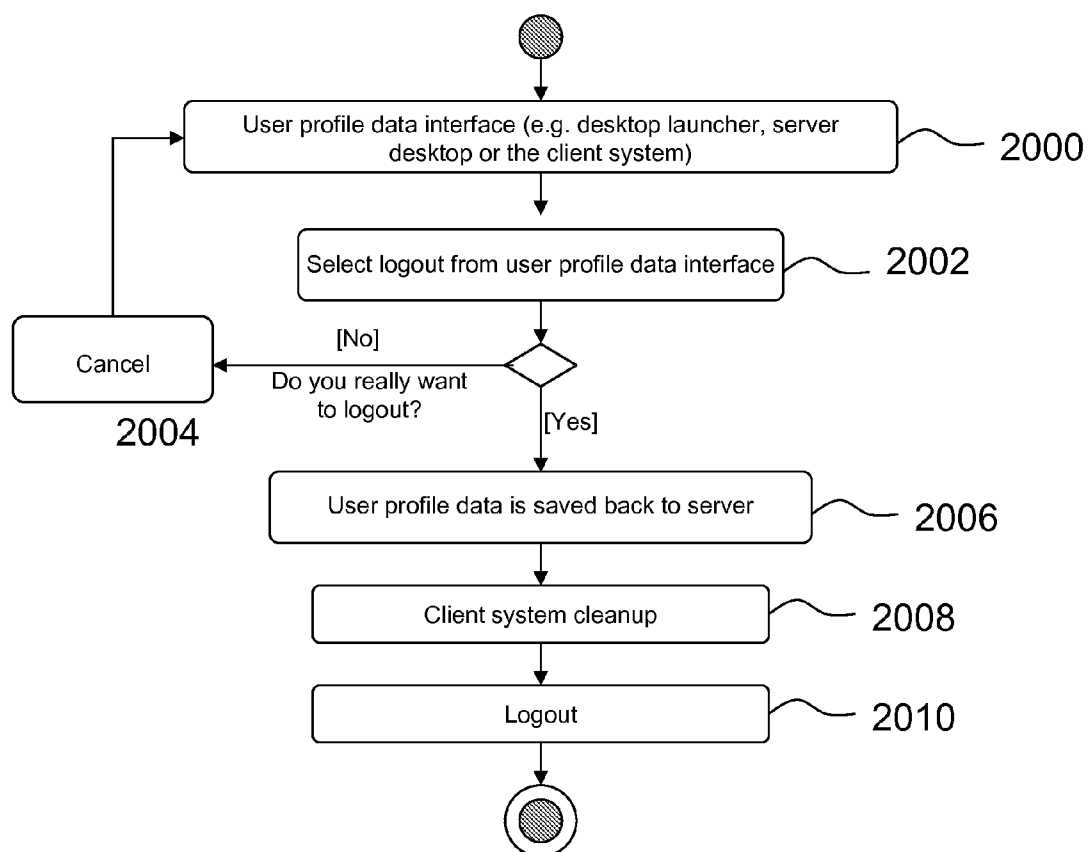 User profile data interface (e.g. desktop launcher, server
desktop or the client system)
2000
Select logout from user profile data interface
2002
[No]
Cancel
Do you really want
to logout?
2004
[Yes]
User profile data is saved back to server
2006
Client system cleanup
2008
Logout
2010